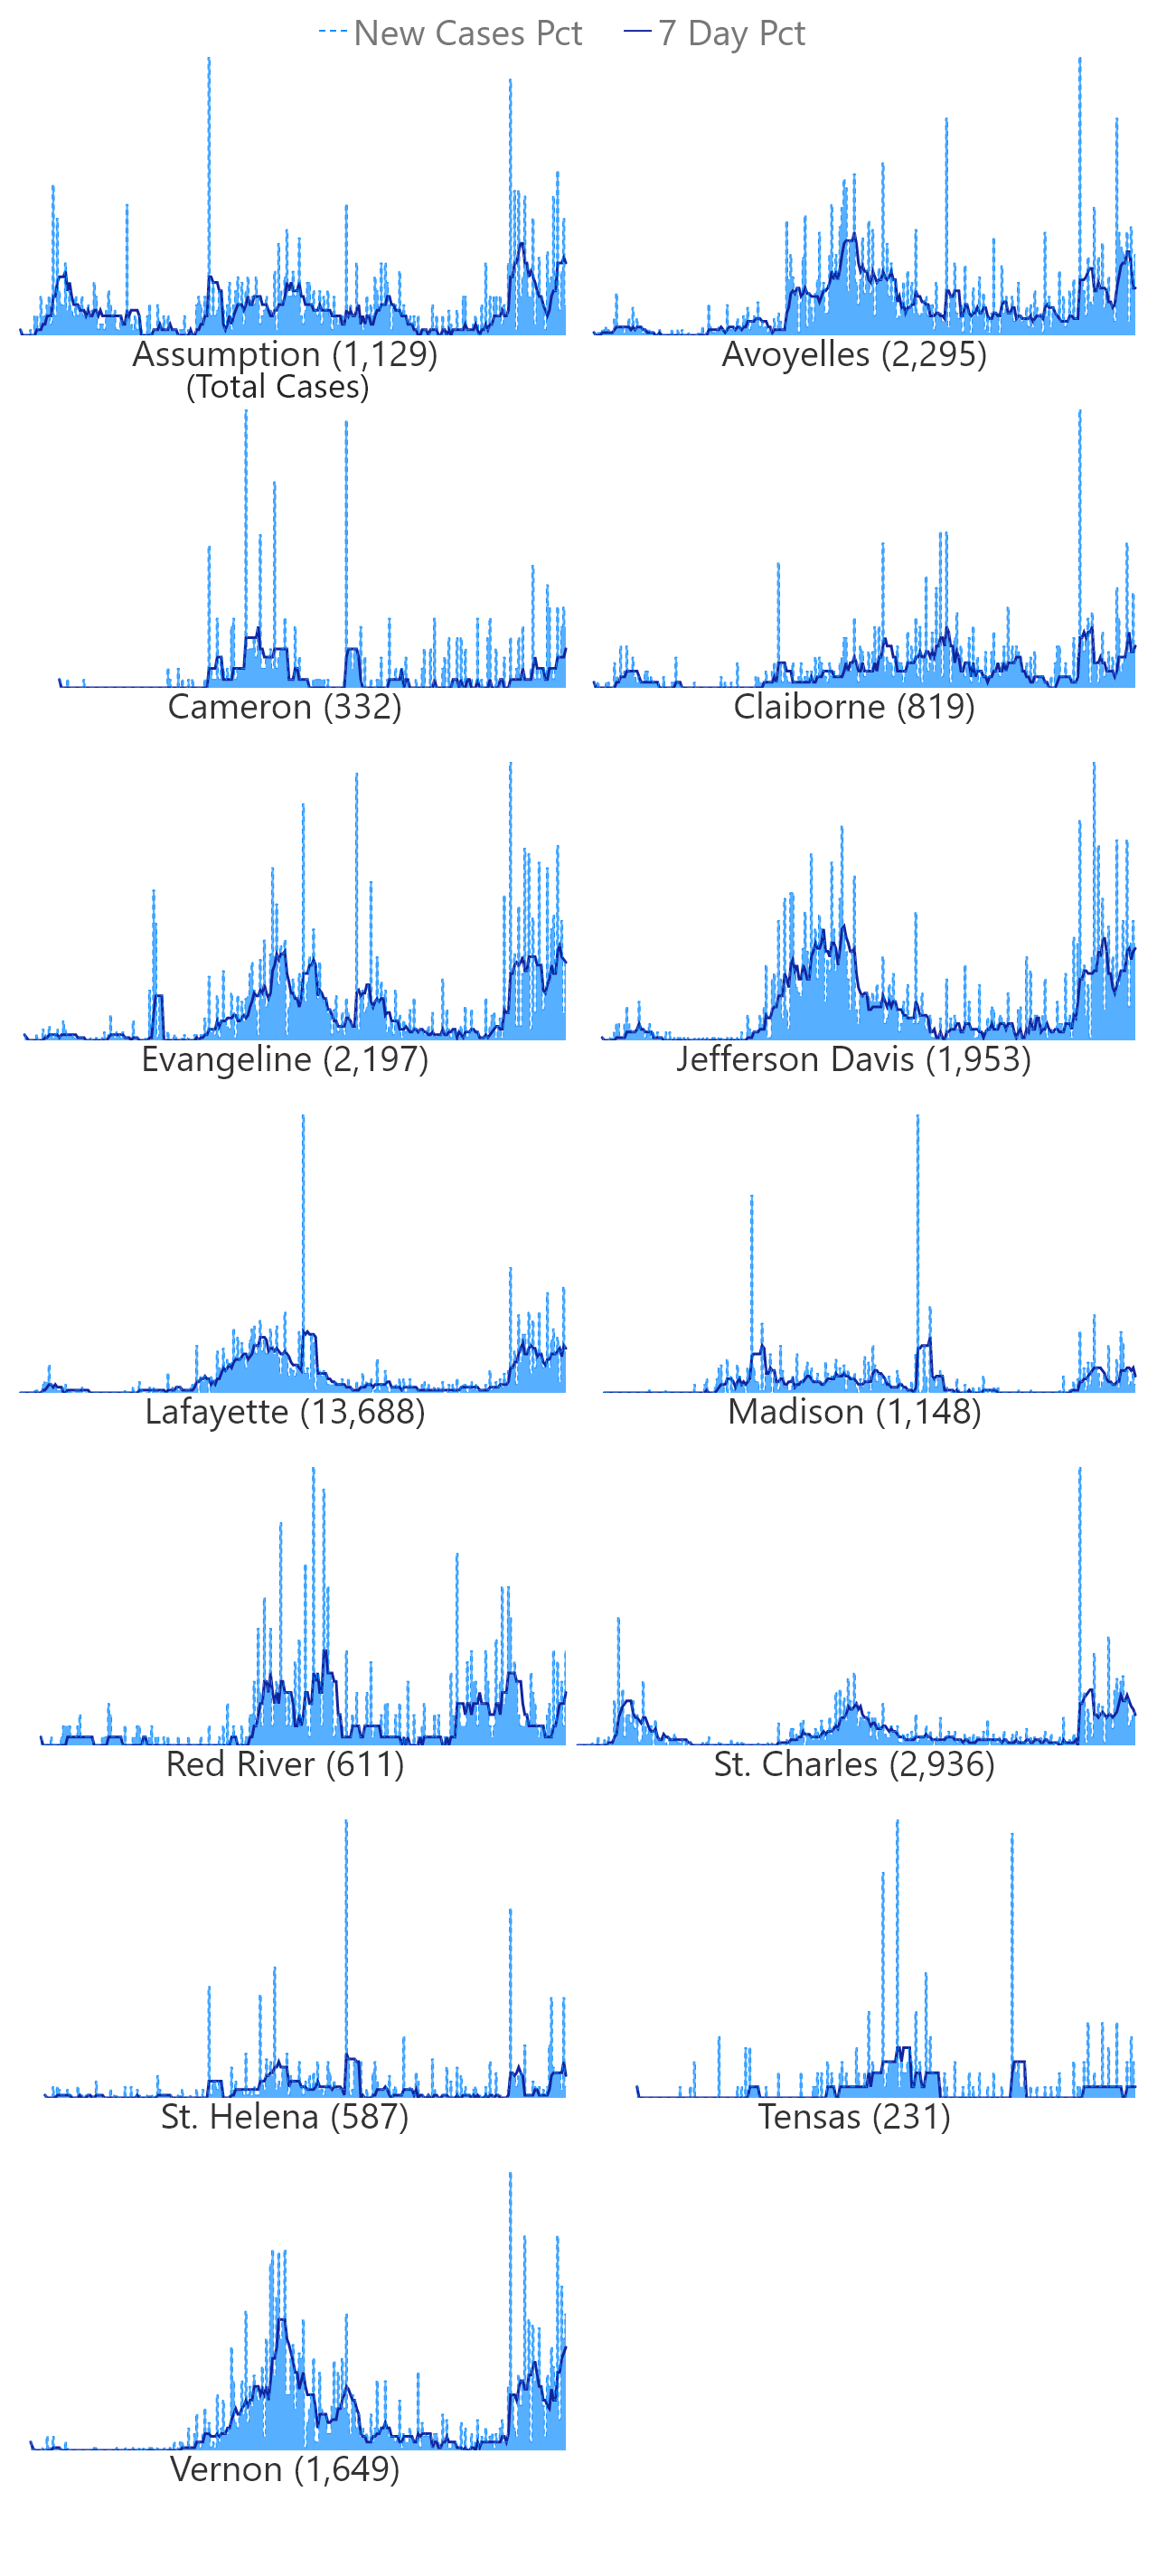 New Cases Pct 7 Day Pct
Assumption (1,129) Avoyelles (2,295)
(Total Cases)
Cameron (332) Claiborne (819)
Evangeline (2,197) Jefferson Davis (1,953)
Lafayette (13,688) Madison (1,148)
Red River (611) St. Charles (2,936)
St. Helena (587) Tensas (231)
Vernon (1,649)